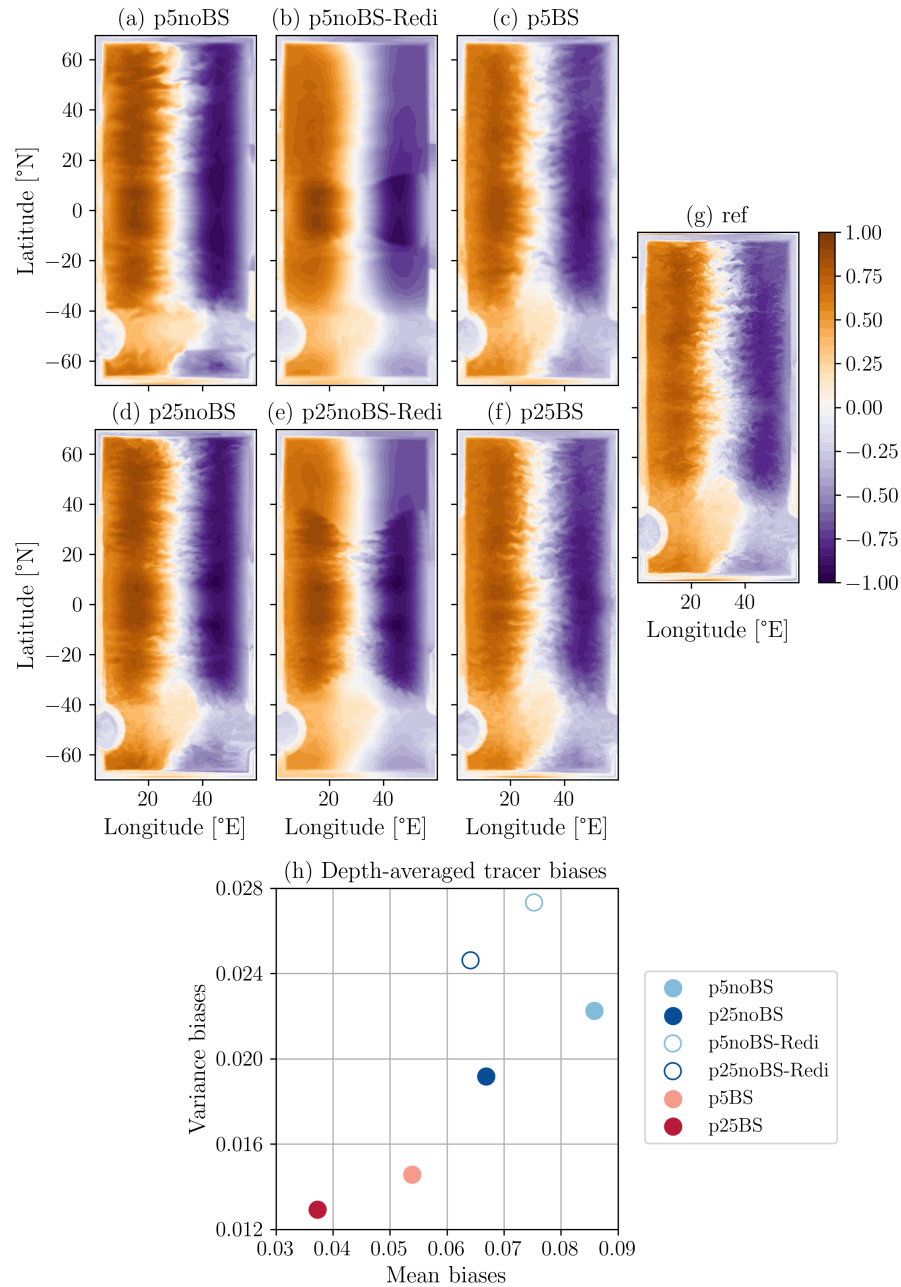 (a) p5noBS
(b) p5noBS-Redi
(c) p5BS
60
40
20
0
−20
−40
−60
Latitude [°N]
(d) p25noBS
(e) p25noBS-Redi
(f) p25BS
60
40
20
0
−20
−40
−60
Latitude [°N]
20 40
20 40
20 40
Longitude [°E]
Longitude [°E]
Longitude [°E]
(g) ref
20 40
Longitude [°E]
1.00
0.75
0.50
0.25
0.00
−0.25
−0.50
−0.75
−1.00
(h) Depth-averaged tracer biases
0.028
0.024
0.020
0.016
0.012
Variance biases
0.03 0.04 0.05 0.06 0.07 0.08 0.09
Mean biases
p5noBS
p25noBS
p5noBS-Redi
p25noBS-Redi
p5BS
p25BS